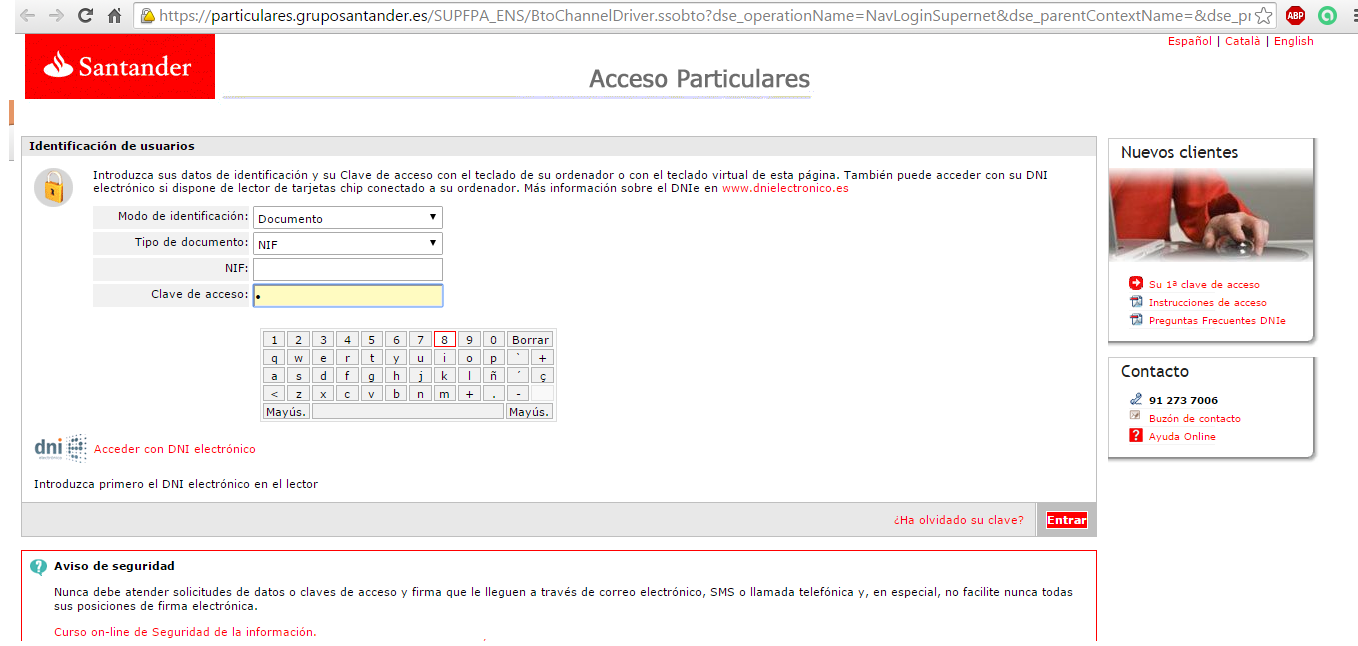 https://particulares.gruposantander.es/SUPFPA_ENS/BtoChannelDriver.ssobto?dse_operationName=NavLoginSupernet&dse_parentContextName=&dse_pr
ABP
Español | Català | English
Santander
Acceso Particulares
Identificación de usuarios
Introduzca sus datos de identificación y su Clave de acceso con el teclado de su ordenador o con el teclado virtual de esta página. También puede acceder con su DNI
electrónico si dispone de lector de tarjetas chip conectado a su ordenador. Más información sobre el DNIe en www.dnielectronico.es
Modo de identificación: Documento
Tipo de documento: NIF
NIF:
Clave de acceso: •
1 2 3 4 5 6 7 8 9 0 Borrar
q w e r t y u i o p ` +
a s d f g h j k l ñ ´ ç
< z x c v b n m + . -
Mayús. Mayús.
dni
electrónico
Acceder con DNI electrónico
Introduzca primero el DNI electrónico en el lector
¿Ha olvidado su clave?
Entrar
Aviso de seguridad
Nunca debe atender solicitudes de datos o claves de acceso y firma que le lleguen a través de correo electrónico, SMS o llamada telefónica y, en especial, no facilite nunca todas
sus posiciones de firma electrónica.
Curso on-line de Seguridad de la información.
Nuevos clientes
Su 1ª clave de acceso
Instrucciones de acceso
Preguntas Frecuentes DNIe
Contacto
91 273 7006
Buzón de contacto
Ayuda Online